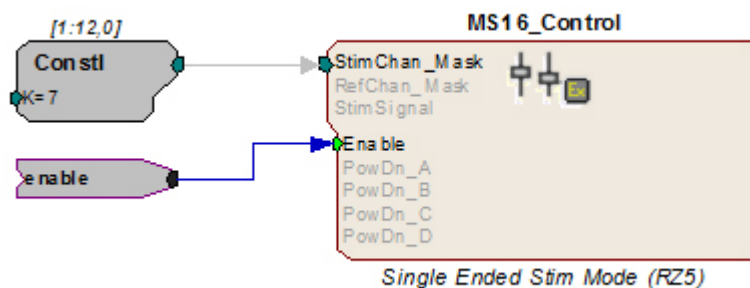 [1:12,0]
ConstI
K=7
enable
MS16_Control
StimChan_Mask
RefChan_Mask
StimSignal
Ex
Enable
PowDn_A
PowDn_B
PowDn_C
PowDn_D
Single Ended Stim Mode (RZ5)